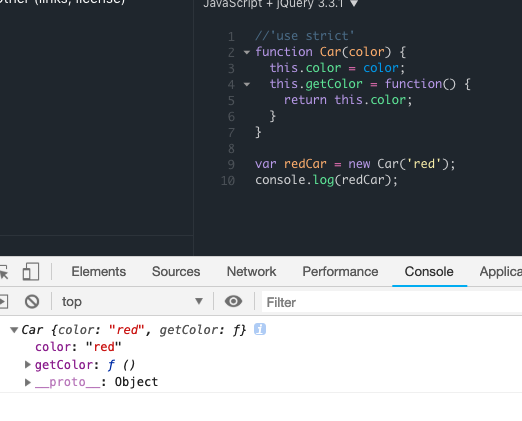 Other (links, license)
JavaScript + jQuery 3.3.1 ▼
1 //'use strict'
2 function Car(color) {
3 this.color = color;
4 this.getColor = function() {
5 return this.color;
6 }
7 }
8
9 var redCar = new Car('red');
10 console.log(redCar);
Elements Sources Network Performance Console Applica
top ▼ Filter
▼ Car {color: "red", getColor: ƒ} i
color: "red"
▶ getColor: ƒ ()
▶ __proto__: Object